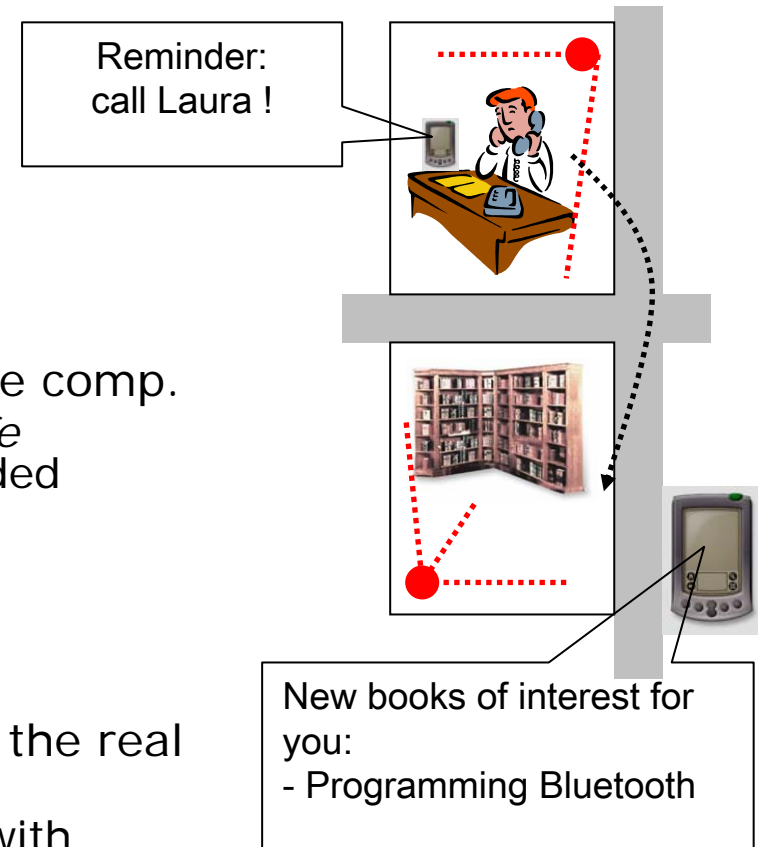 Reminder:
call Laura !
e comp.
ded
the real
with
New books of interest for
you:
- Programming Bluetooth